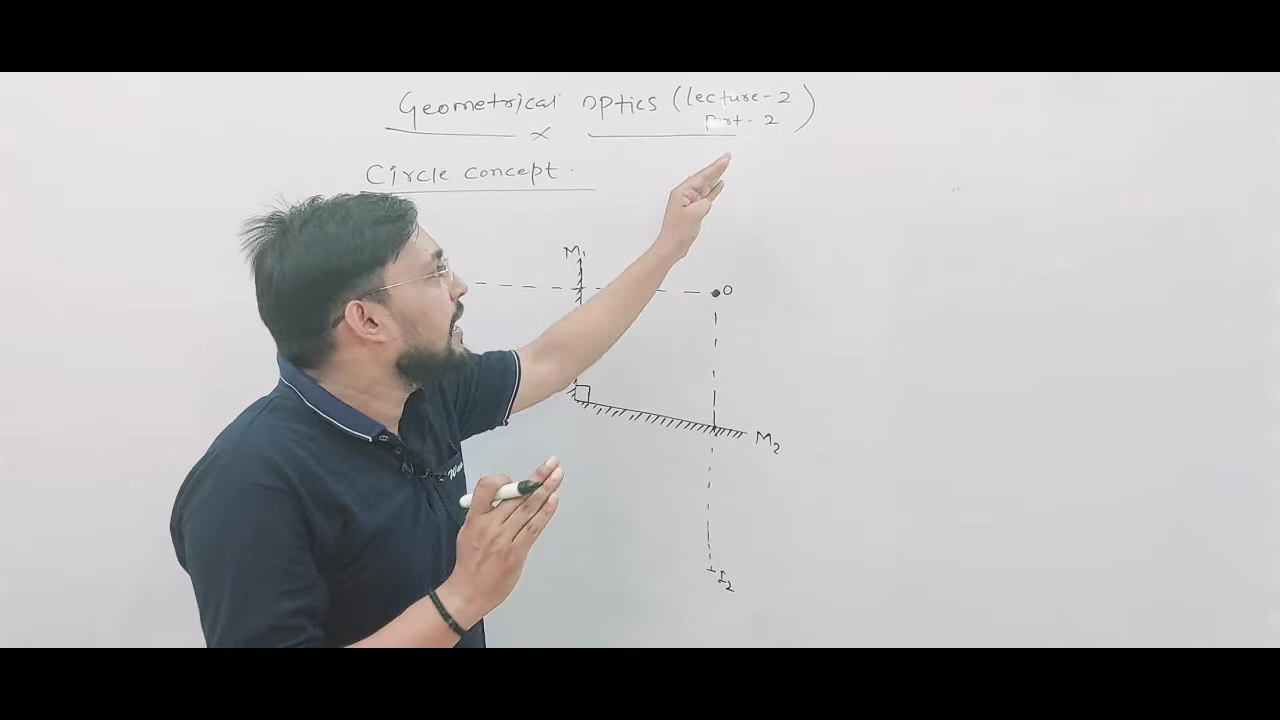 Geometrical optics (lecture-2
part-2)
Circle concept.
M1
O
M2
I2